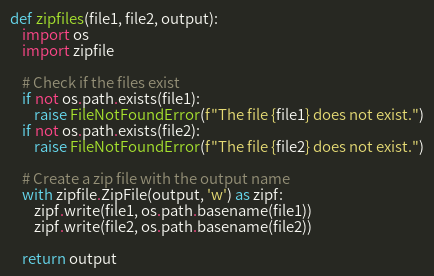 def zipfiles(file1, file2, output):
    import os
    import zipfile

    # Check if the files exist
    if not os.path.exists(file1):
        raise FileNotFoundError(f"The file {file1} does not exist.")
    if not os.path.exists(file2):
        raise FileNotFoundError(f"The file {file2} does not exist.")

    # Create a zip file with the output name
    with zipfile.ZipFile(output, 'w') as zipf:
        zipf.write(file1, os.path.basename(file1))
        zipf.write(file2, os.path.basename(file2))

    return output